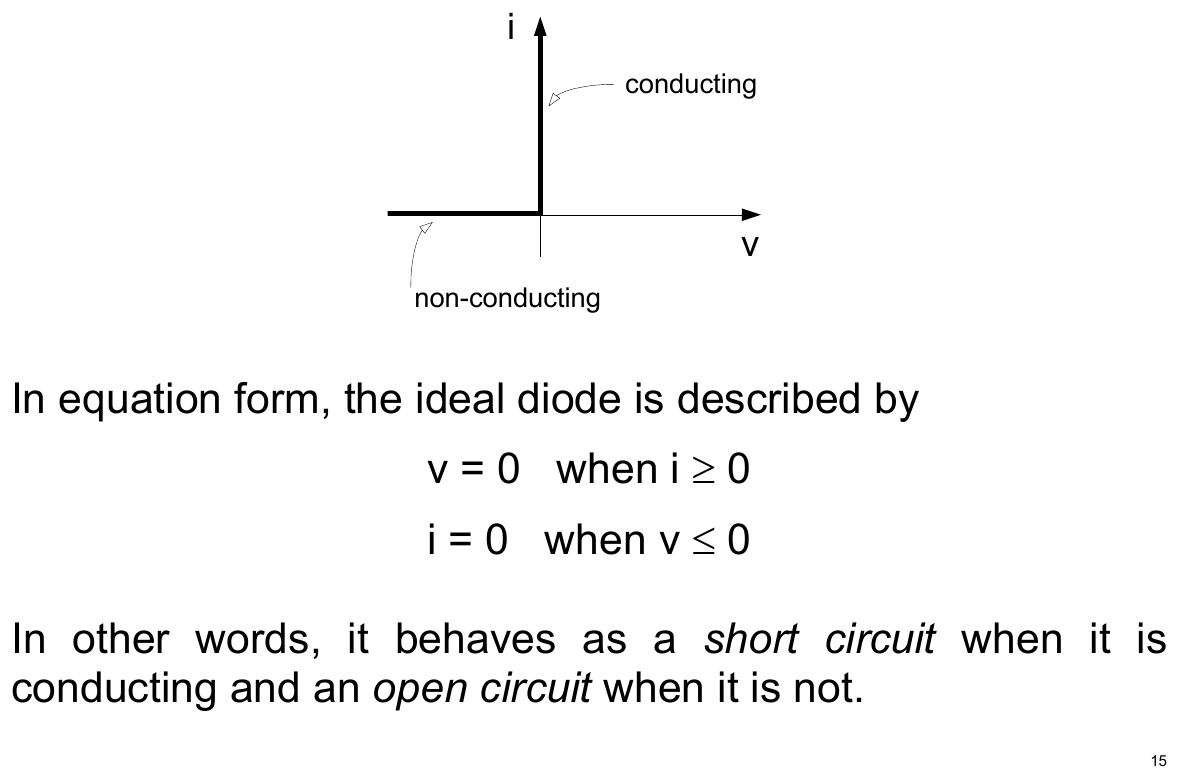 i
conducting
v
non-conducting
In equation form, the ideal diode is described by
v = 0 when i ≥ 0
i = 0 when v ≤ 0
In other words, it behaves as a short circuit when it is
conducting and an open circuit when it is not.
15